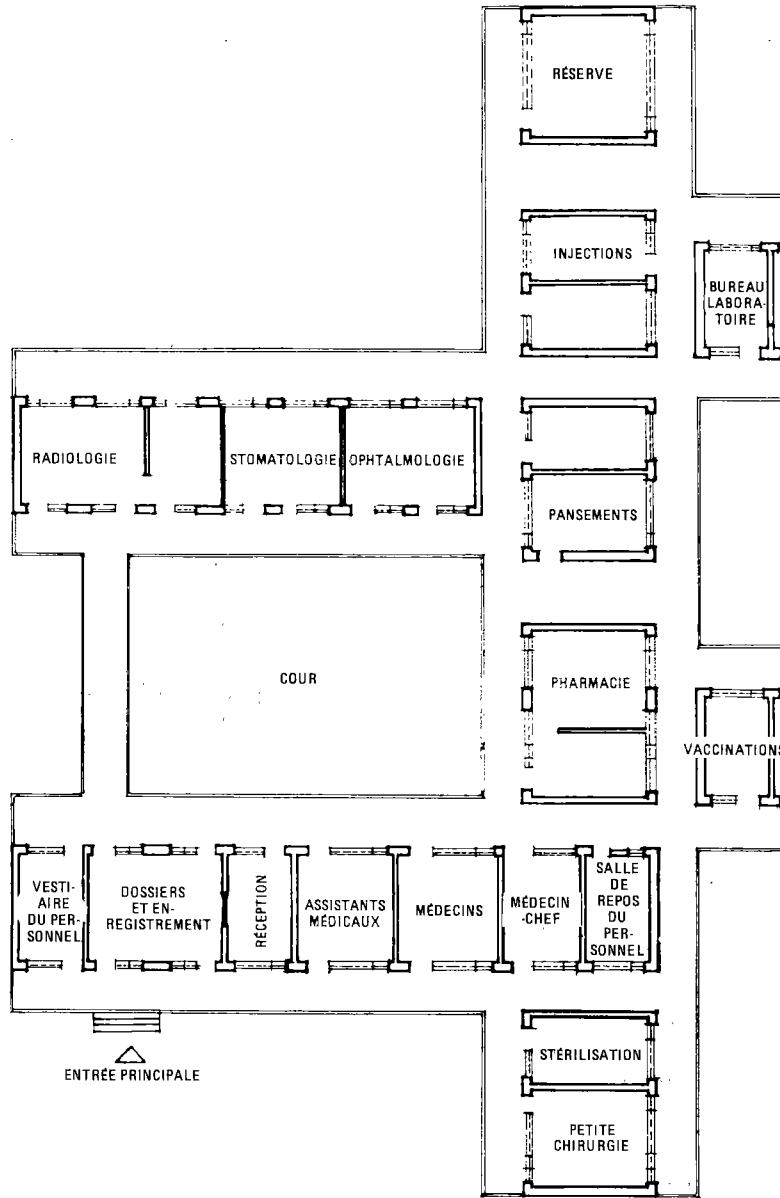 RÉSERVE
INJECTIONS
BUREAU
LABORA-
TOIRE
RADIOLOGIE
STOMATOLOGIE
OPHTALMOLOGIE
PANSEMENTS
COUR
PHARMACIE
VACCINATIONS
VESTI-
AIRE
DU PER-
SONNEL
DOSSIERS
ET EN-
REGISTREMENT
RÉCEPTION
ASSISTANTS
MÉDICAUX
MÉDECINS
MÉDECIN
-CHEF
SALLE
DE
REPOS
DU
PER-
SONNEL
ENTRÉE PRINCIPALE
STÉRILISATION
PETITE
CHIRURGIE